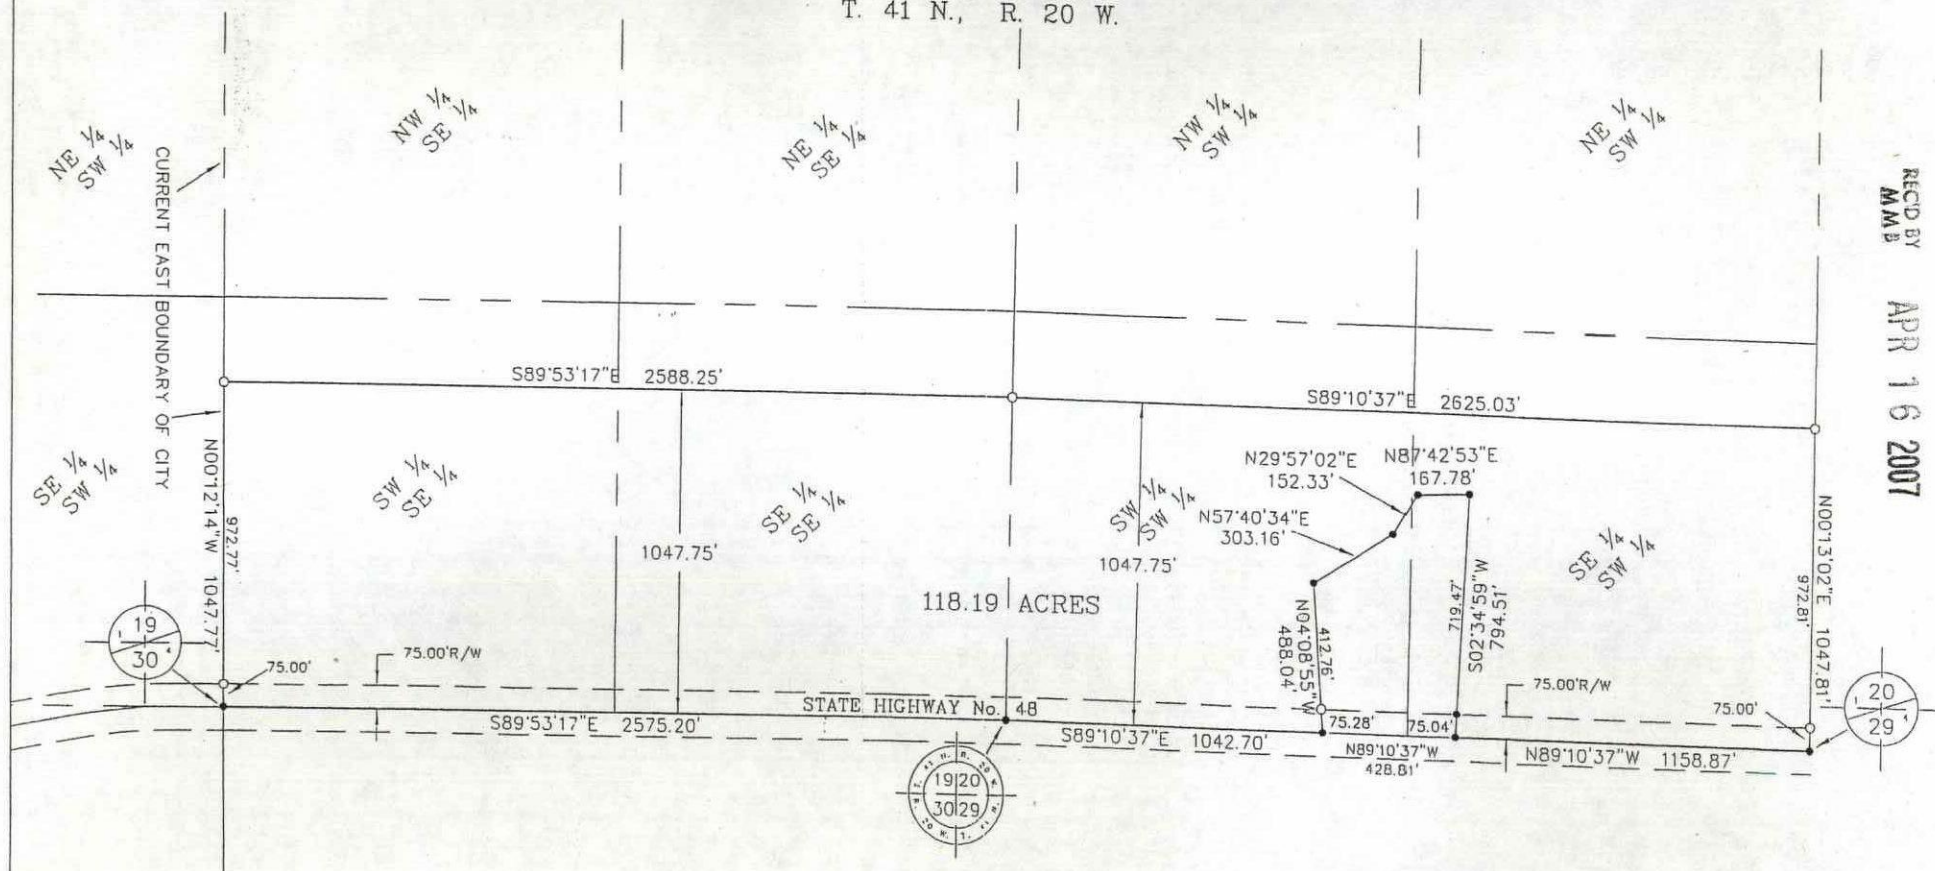 T. 41 N., R. 20 W.
NE 1/4
SW 1/4
NW 1/4
SE 1/4
NE 1/4
SE 1/4
NW 1/4
SW 1/4
NE 1/4
SW 1/4
REC'D BY
MMB
APR 16 2007
CURRENT EAST BOUNDARY OF CITY
S89°53'17"E 2588.25'
S89°10'37"E 2625.03'
SE 1/4
SW 1/4
N00°12'14"W 1047.77'
972.77'
SW 1/4
SE 1/4
1047.75'
SE 1/4
SE 1/4
SW 1/4
SW 1/4
1047.75'
N29°57'02"E
152.33'
N87°42'53"E
167.78'
N57°40'34"E
303.16'
SE 1/4
SW 1/4
N00°13'02"E 1047.81'
972.81'
118.19 ACRES
N04°08'55"W
488.04'
412.76'
719.47'
S02°34'59"W
794.51'
19
30
75.00'
75.00'R/W
75.00'R/W
75.00'
20
29
STATE HIGHWAY No. 48
S89°53'17"E 2575.20'
S89°10'37"E 1042.70'
75.28'
75.04'
N89°10'37"W
428.81'
N89°10'37"W 1158.87'
19 20
30 29
T. 41 N. R. 20 W.